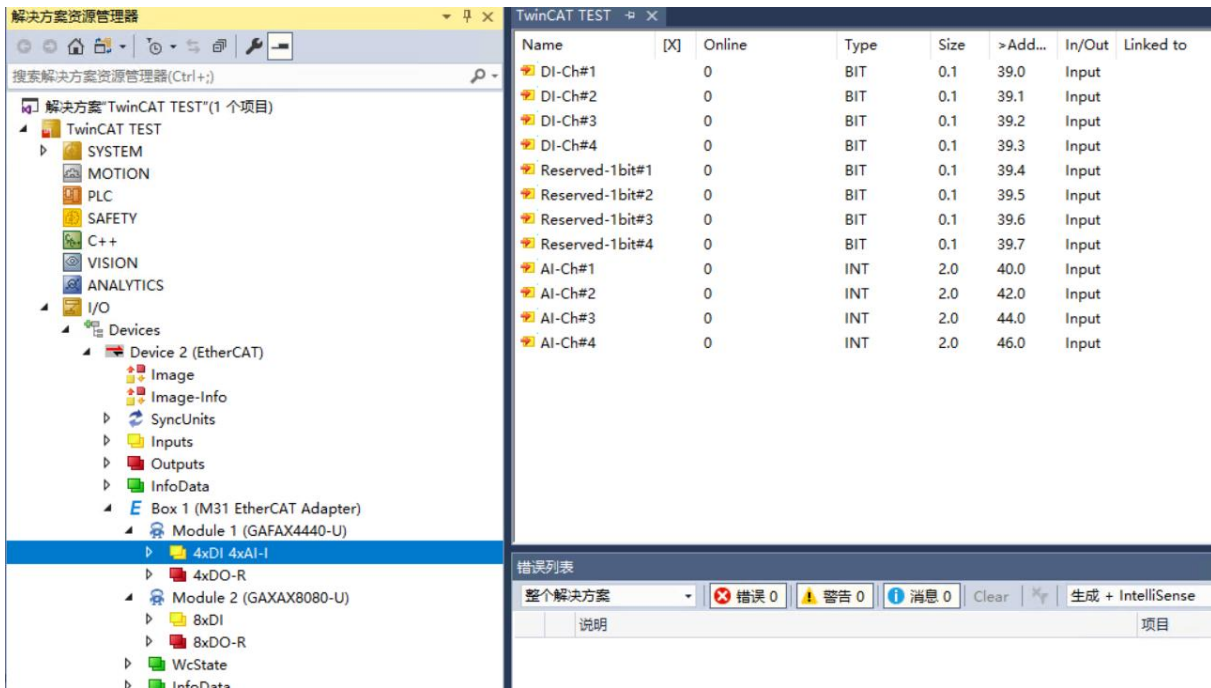 解决方案资源管理器
搜索解决方案资源管理器(Ctrl+;)
解决方案"TwinCAT TEST"(1 个项目)
TwinCAT TEST
SYSTEM
MOTION
PLC
SAFETY
C++
VISION
ANALYTICS
I/O
Devices
Device 2 (EtherCAT)
Image
Image-Info
SyncUnits
Inputs
Outputs
InfoData
Box 1 (M31 EtherCAT Adapter)
Module 1 (GAFAX4440-U)
4xDI 4xAI-I
4xDO-R
Module 2 (GAXAX8080-U)
8xDI
8xDO-R
WcState
InfoData
TwinCAT TEST
Name [X] Online Type Size >Add... In/Out Linked to
DI-Ch#1 0 BIT 0.1 39.0 Input
DI-Ch#2 0 BIT 0.1 39.1 Input
DI-Ch#3 0 BIT 0.1 39.2 Input
DI-Ch#4 0 BIT 0.1 39.3 Input
Reserved-1bit#1 0 BIT 0.1 39.4 Input
Reserved-1bit#2 0 BIT 0.1 39.5 Input
Reserved-1bit#3 0 BIT 0.1 39.6 Input
Reserved-1bit#4 0 BIT 0.1 39.7 Input
AI-Ch#1 0 INT 2.0 40.0 Input
AI-Ch#2 0 INT 2.0 42.0 Input
AI-Ch#3 0 INT 2.0 44.0 Input
AI-Ch#4 0 INT 2.0 46.0 Input
错误列表
整个解决方案 错误 0 警告 0 消息 0 Clear 生成 + IntelliSense
说明 项目